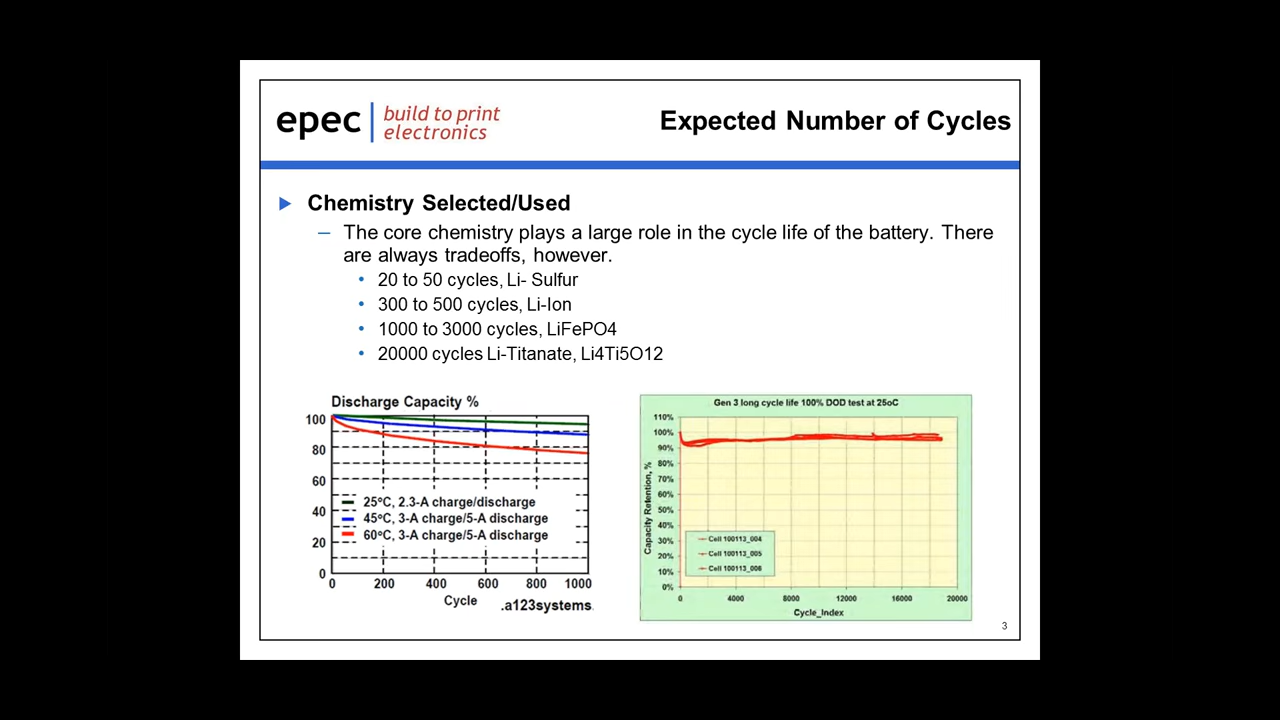 epec
build to print
electronics
Expected Number of Cycles
Chemistry Selected/Used
– The core chemistry plays a large role in the cycle life of the battery. There
are always tradeoffs, however.
• 20 to 50 cycles, Li- Sulfur
• 300 to 500 cycles, Li-Ion
• 1000 to 3000 cycles, LiFePO4
• 20000 cycles Li-Titanate, Li4Ti5O12
Discharge Capacity %
100
80
60
40
20
0
25°C, 2.3-A charge/discharge
45°C, 3-A charge/5-A discharge
60°C, 3-A charge/5-A discharge
0 200 400 600 800 1000
Cycle
.a123systems.
Gen 3 long cycle life 100% DOD test at 25oC
110%
100%
90%
80%
70%
60%
50%
40%
30%
20%
10%
0%
Capacity Retention, %
Cell 100113_004
Cell 100113_005
Cell 100113_006
0 4000 8000 12000 16000 20000
Cycle_Index
3